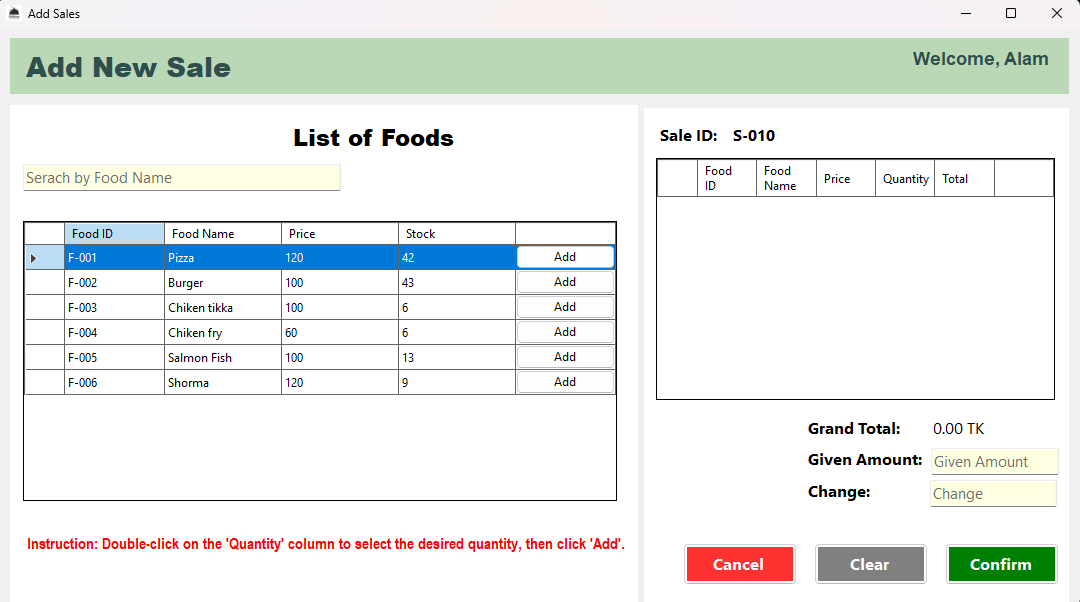 Add Sales
Add New Sale
Welcome, Alam
List of Foods
Serach by Food Name
Food ID Food Name Price Stock
F-001 Pizza 120 42 Add
F-002 Burger 100 43 Add
F-003 Chiken tikka 100 6 Add
F-004 Chiken fry 60 6 Add
F-005 Salmon Fish 100 13 Add
F-006 Shorma 120 9 Add
Instruction: Double-click on the 'Quantity' column to select the desired quantity, then click 'Add'.
Sale ID: S-010
Food ID Food Name Price Quantity Total
Grand Total: 0.00 TK
Given Amount: Given Amount
Change: Change
Cancel Clear Confirm